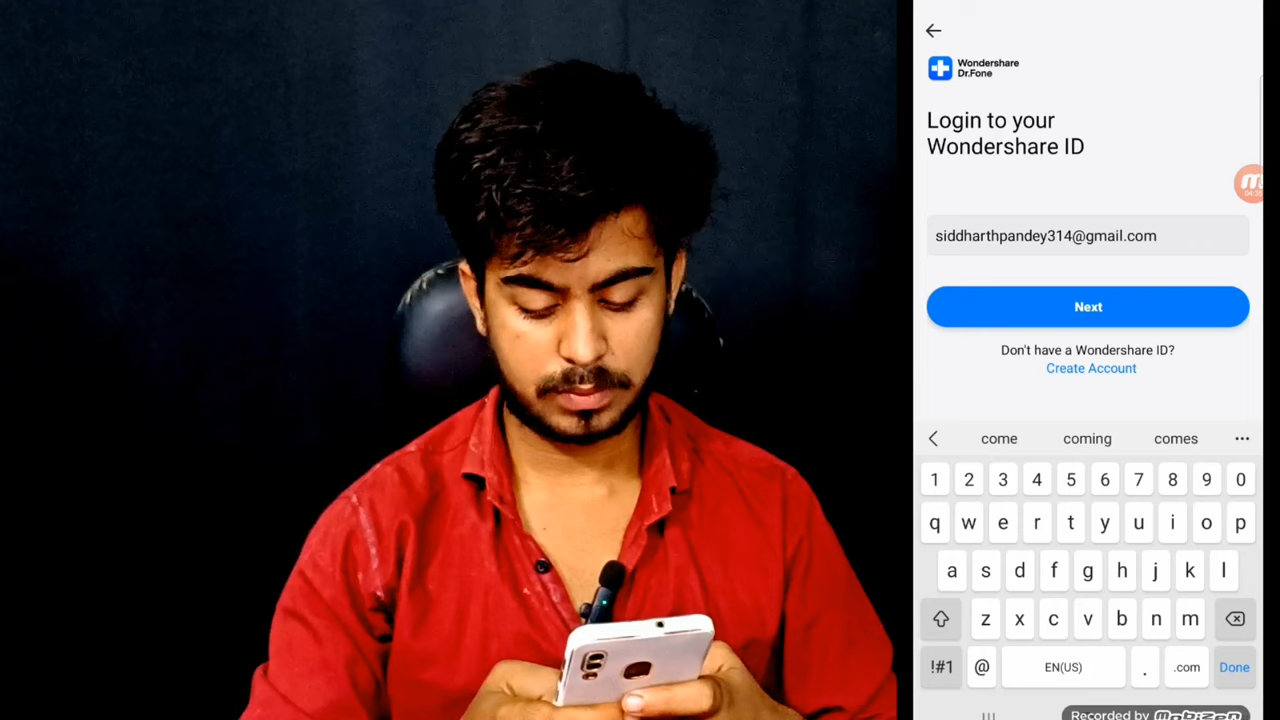 Wondershare
Dr.Fone
Login to your
Wondershare ID
siddharthpandey314@gmail.com
Next
Don't have a Wondershare ID?
Create Account
come coming comes
1 2 3 4 5 6 7 8 9 0
q w e r t y u i o p
a s d f g h j k l
z x c v b n m
!#1 @ EN(US) . .com Done
Recorded by MOBIZEN